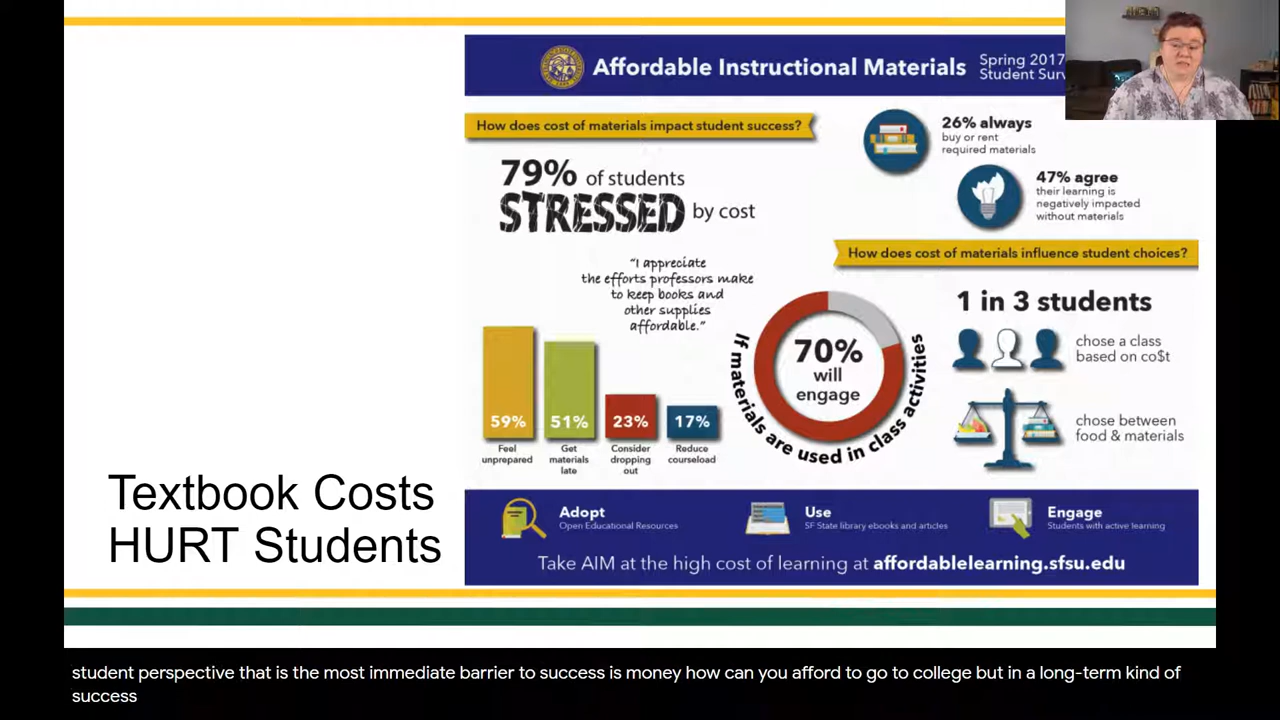 Affordable Instructional Materials
Spring 2017
Student
How does cost of materials impact student success?
79% of students
STRESSED by cost
"I appreciate
the efforts professors make
to keep books and
other supplies
affordable."
59%
51%
23%
17%
Feel
unprepared
Get
materials
late
Consider
dropping
out
Reduce
courseload
26% always
buy or rent
required materials
47% agree
their learning is
negatively impacted
without materials
How does cost of materials influence student choices?
70%
will
engage
If materials are used in class activities
1 in 3 students
chose a class
based on co$t
chose between
food & materials
Textbook Costs
HURT Students
Adopt
Open Educational Resources
Use
SF State library ebooks and articles
Engage
Students with active learning
Take AIM at the high cost of learning at affordablelearning.sfsu.edu
student perspective that is the most immediate barrier to success is money how can you afford to go to college but in a long-term kind of
success